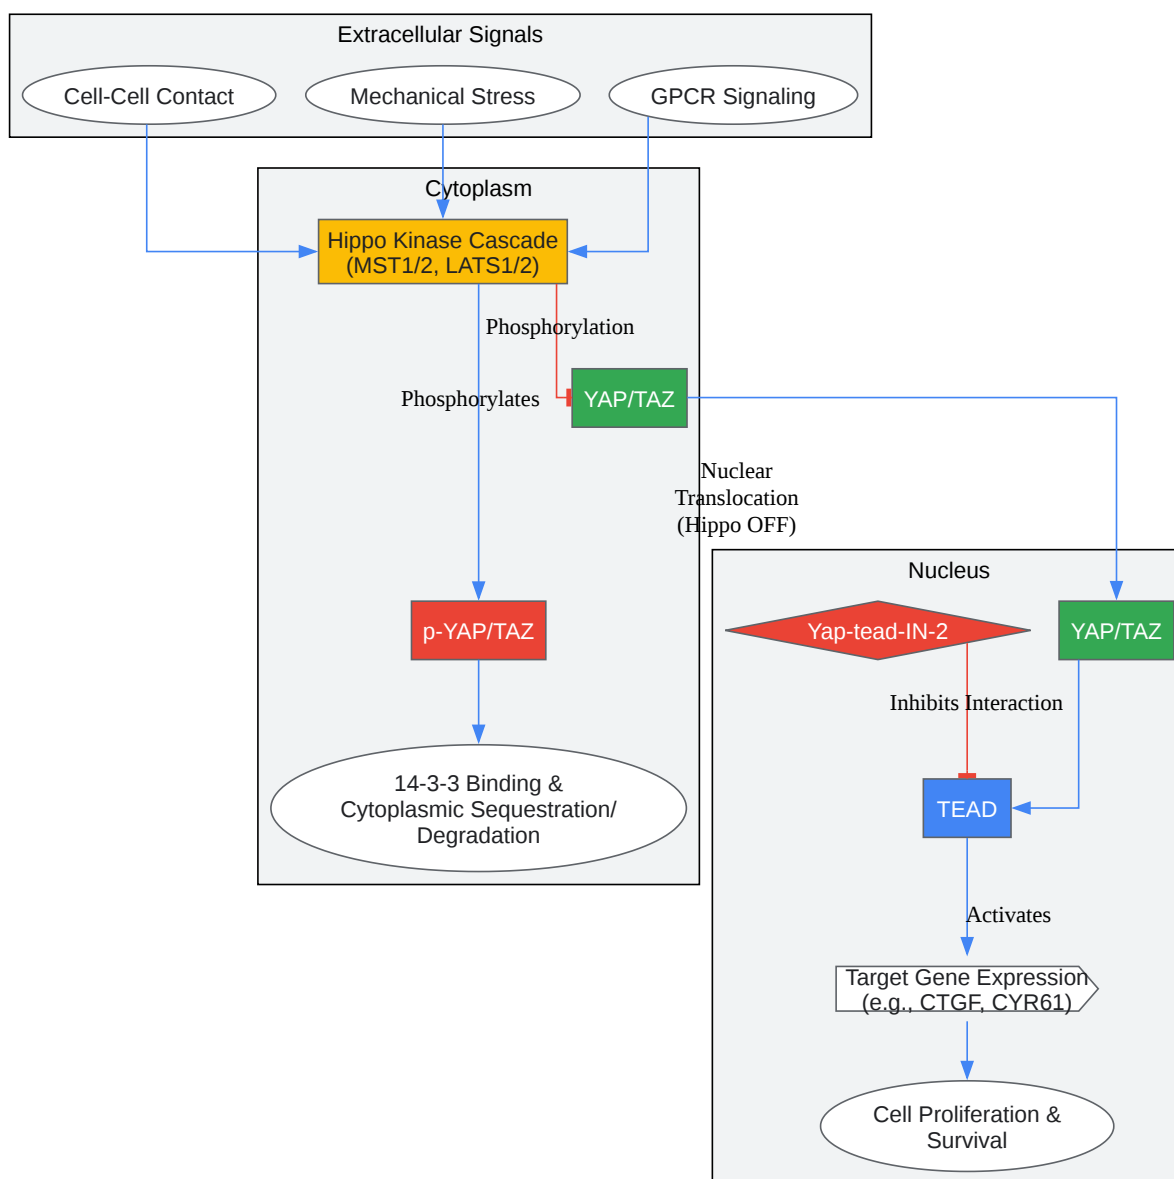 Extracellular Signals
Cell-Cell Contact
Mechanical Stress
GPCR Signaling
Cytoplasm
Hippo Kinase Cascade
(MST1/2, LATS1/2)
Phosphorylation
Phosphorylates
YAP/TAZ
Nuclear
Translocation
(Hippo OFF)
Nucleus
p-YAP/TAZ
Yap-tead-IN-2
YAP/TAZ
Inhibits Interaction
14-3-3 Binding &
Cytoplasmic Sequestration/
Degradation
TEAD
Activates
Target Gene Expression
(e.g., CTGF, CYR61)
Cell Proliferation &
Survival